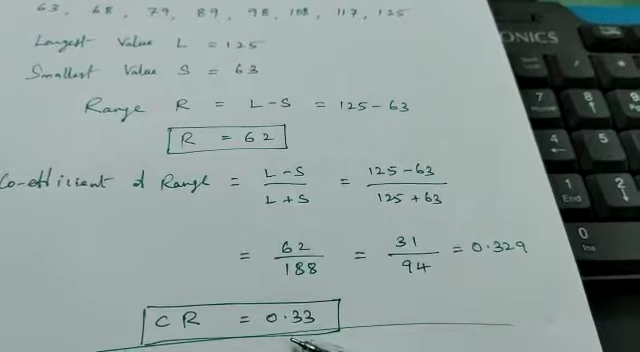 63, 68, 79, 89, 98, 108, 117, 125
Largest Value L = 125
Smallest Value S = 63
Range R = L-S = 125-63
R = 62
Co-efficient of Range = L-S / L+S = 125-63 / 125+63
= 62 / 188 = 31 / 94 = 0.329
CR = 0.33
ONICS
7 Home 8 9
4 5
1 End 2
0 Ins